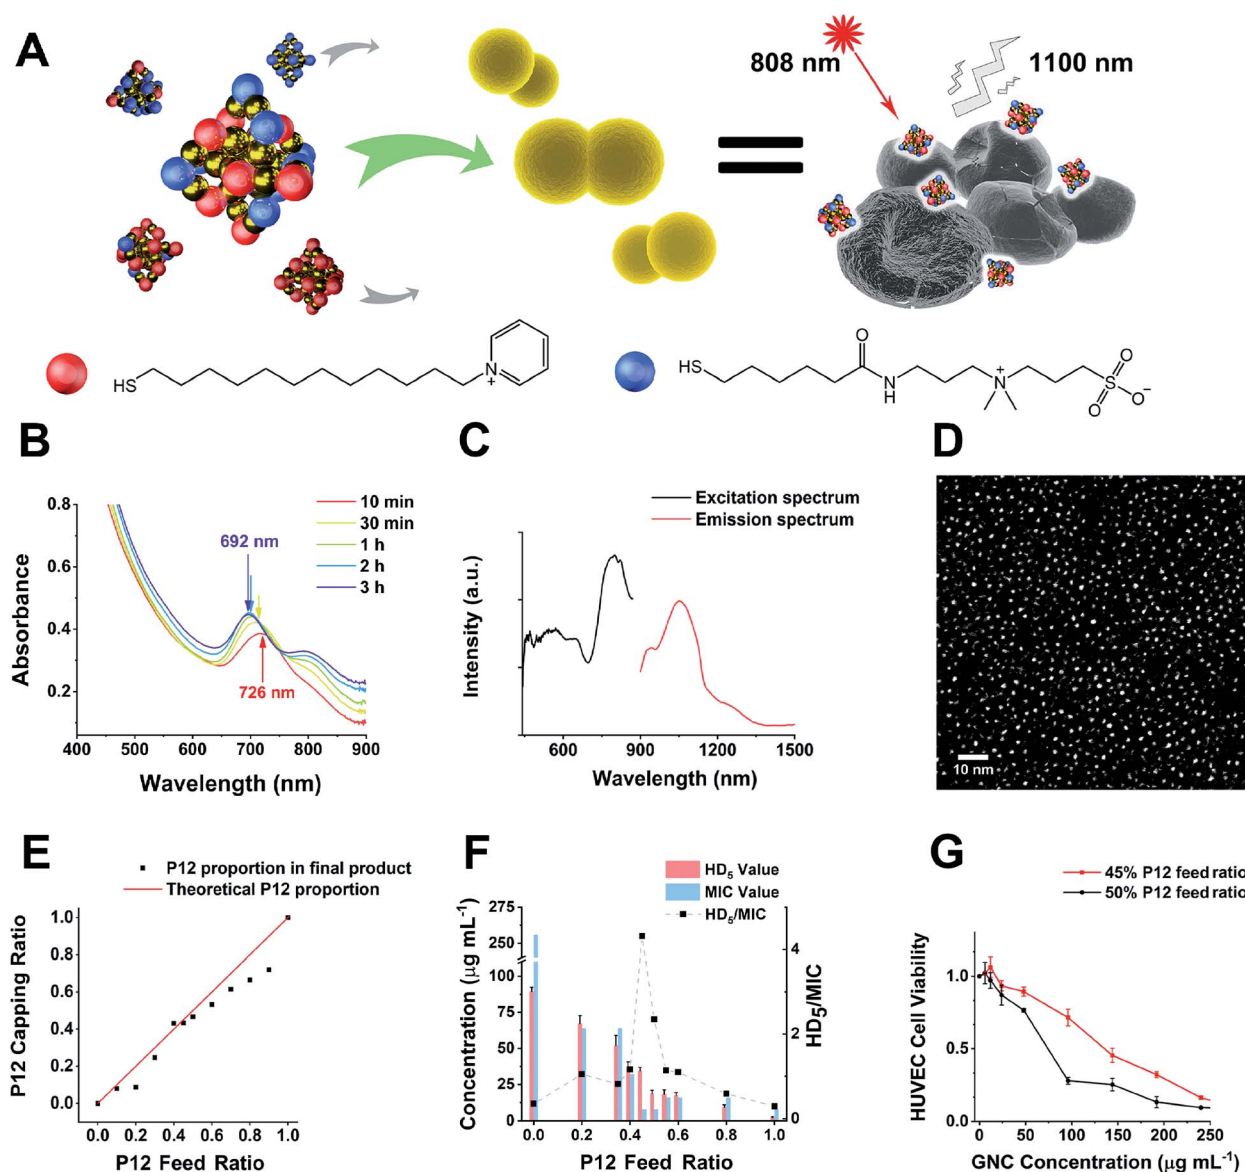 A
808 nm
1100 nm
HS
N
+
HS
O
N
H
N
+
O
S
O
O⁻
B
C
D
10 min
30 min
1 h
2 h
3 h
692 nm
726 nm
0.8
0.6
0.4
0.2
Absorbance
400 500 600 700 800 900
Wavelength (nm)
Excitation spectrum
Emission spectrum
Intensity (a.u.)
600 900 1200 1500
Wavelength (nm)
10 nm
E
F
G
P12 proportion in final product
Theoretical P12 proportion
1.0
0.8
0.6
0.4
0.2
0.0
P12 Capping Ratio
0.0 0.2 0.4 0.6 0.8 1.0
P12 Feed Ratio
HD₅ Value
MIC Value
HD₅/MIC
Concentration (μg mL⁻¹)
275
250
100
75
50
25
0
4
2
0
HD₅/MIC
0.0 0.2 0.4 0.6 0.8 1.0
P12 Feed Ratio
45% P12 feed ratio
50% P12 feed ratio
HUVEC Cell Viability
1.0
0.5
0.0
0 50 100 150 200 250
GNC Concentration (μg mL⁻¹)